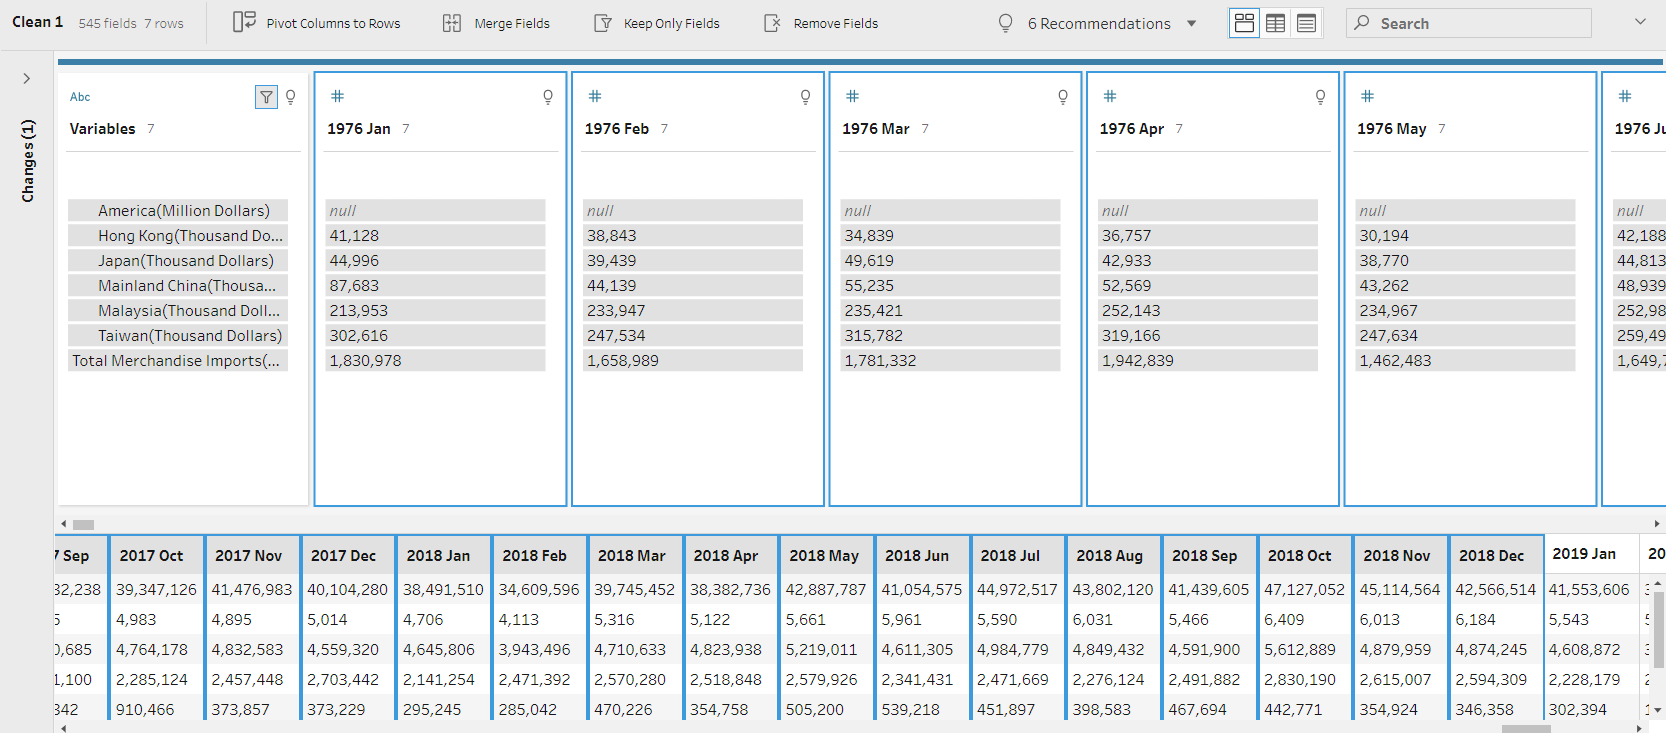 Clean 1 545 fields 7 rows Pivot Columns to Rows Merge Fields Keep Only Fields Remove Fields 6 Recommendations Search
Changes (1)
Abc # # # # # #
Variables 7 1976 Jan 7 1976 Feb 7 1976 Mar 7 1976 Apr 7 1976 May 7 1976 Ju
America(Million Dollars) null null null null null null
Hong Kong(Thousand Do... 41,128 38,843 34,839 36,757 30,194 42,188
Japan(Thousand Dollars) 44,996 39,439 49,619 42,933 38,770 44,813
Mainland China(Thousa... 87,683 44,139 55,235 52,569 43,262 48,939
Malaysia(Thousand Doll... 213,953 233,947 235,421 252,143 234,967 252,98
Taiwan(Thousand Dollars) 302,616 247,534 315,782 319,166 247,634 259,49
Total Merchandise Imports(... 1,830,978 1,658,989 1,781,332 1,942,839 1,462,483 1,649,7
7 Sep 2017 Oct 2017 Nov 2017 Dec 2018 Jan 2018 Feb 2018 Mar 2018 Apr 2018 May 2018 Jun 2018 Jul 2018 Aug 2018 Sep 2018 Oct 2018 Nov 2018 Dec 2019 Jan 20
32,238 39,347,126 41,476,983 40,104,280 38,491,510 34,609,596 39,745,452 38,382,736 42,887,787 41,054,575 44,972,517 43,802,120 41,439,605 47,127,052 45,114,564 42,566,514 41,553,606
5 4,983 4,895 5,014 4,706 4,113 5,316 5,122 5,661 5,961 5,590 6,031 5,466 6,409 6,013 6,184 5,543
0,685 4,764,178 4,832,583 4,559,320 4,645,806 3,943,496 4,710,633 4,823,938 5,219,011 4,611,305 4,984,779 4,849,432 4,591,900 5,612,889 4,879,959 4,874,245 4,608,872
1,100 2,285,124 2,457,448 2,703,442 2,141,254 2,471,392 2,570,280 2,518,848 2,579,926 2,341,431 2,471,669 2,276,124 2,491,882 2,830,190 2,615,007 2,594,309 2,228,179
342 910,466 373,857 373,229 295,245 285,042 470,226 354,758 505,200 539,218 451,897 398,583 467,694 442,771 354,924 346,358 302,394